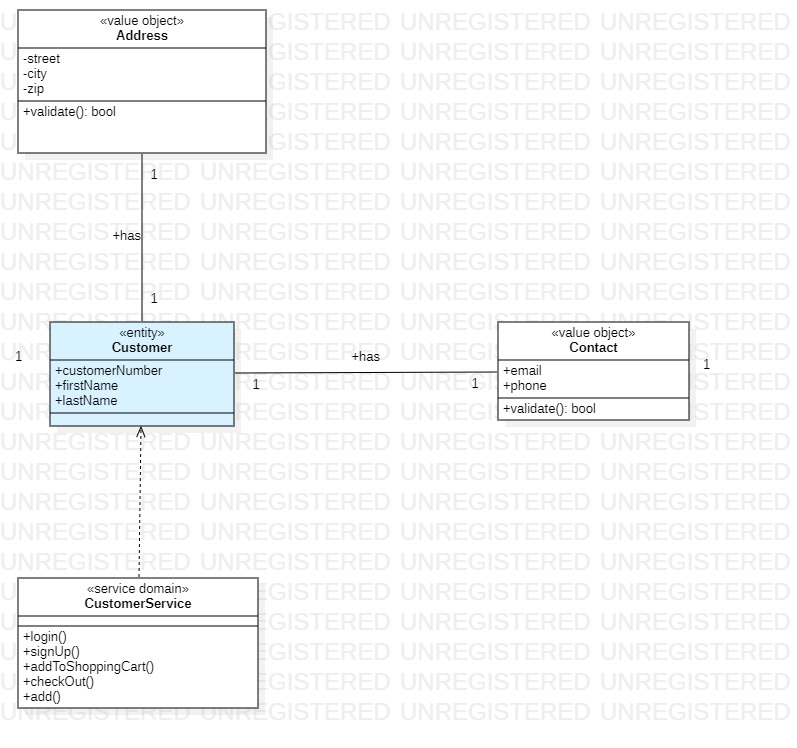 «value object»
Address
-street
-city
-zip
+validate(): bool
1
+has
1
«entity»
Customer
+customerNumber
+firstName
+lastName
1
+has
1
1
«value object»
Contact
+email
+phone
+validate(): bool
1
«service domain»
CustomerService
+login()
+signUp()
+addToShoppingCart()
+checkOut()
+add()
UNREGISTERED